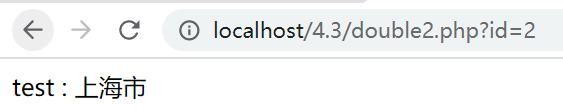 localhost/4.3/double2.php?id=2
test : 上海市